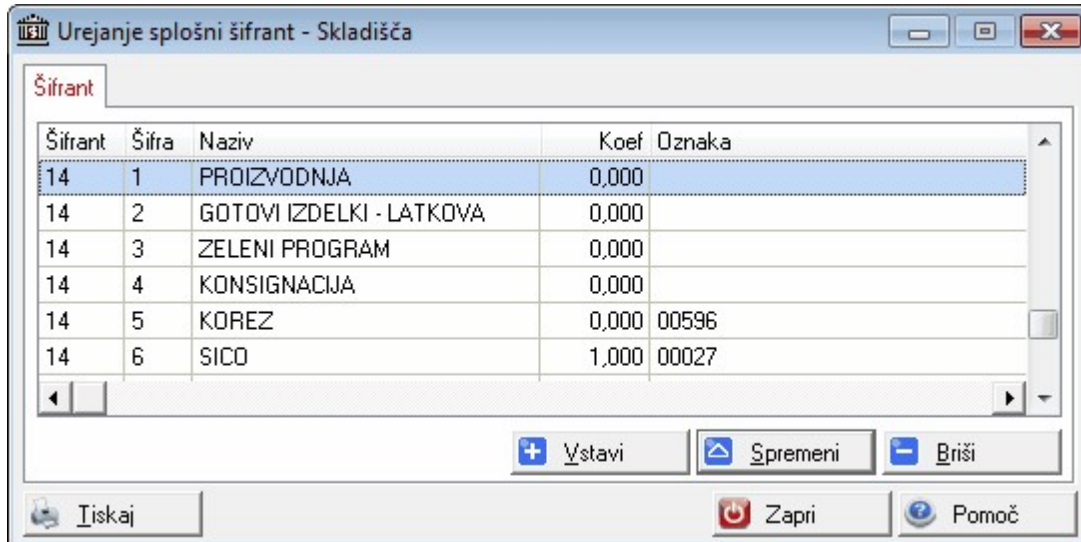 Urejanje splošni šifrant - Skladišča
Šifrant
Šifrant Šifra Naziv Koef Oznaka
14 1 PROIZVODNJA 0,000
14 2 GOTOVI IZDELKI - LATKOVA 0,000
14 3 ZELENI PROGRAM 0,000
14 4 KONSIGNACIJA 0,000
14 5 KOREZ 0,000 00596
14 6 SICO 1,000 00027
Vstavi Spremeni Briši
Tiskaj Zapri Pomoč